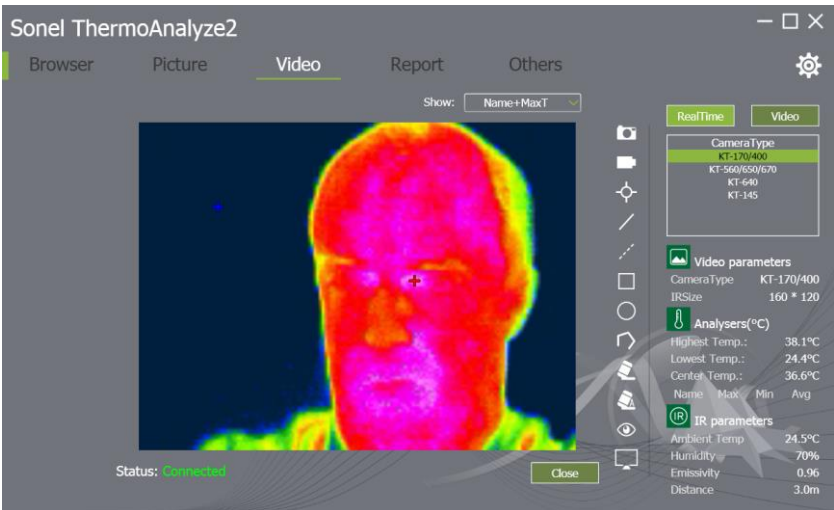 Sonel ThermoAnalyze2
Browser Picture Video Report Others
Show: Name+MaxT
RealTime Video
CameraType
KT-170/400
KT-560/650/670
KT-640
KT-145
Video parameters
CameraType KT-170/400
IRSize 160 * 120
Analysers(°C)
Highest Temp.: 38.1°C
Lowest Temp.: 24.4°C
Center Temp.: 36.6°C
Name Max Min Avg
IR IR parameters
Ambient Temp 24.5°C
Humidity 70%
Emissivity 0.96
Distance 3.0m
Status: Connected
Close